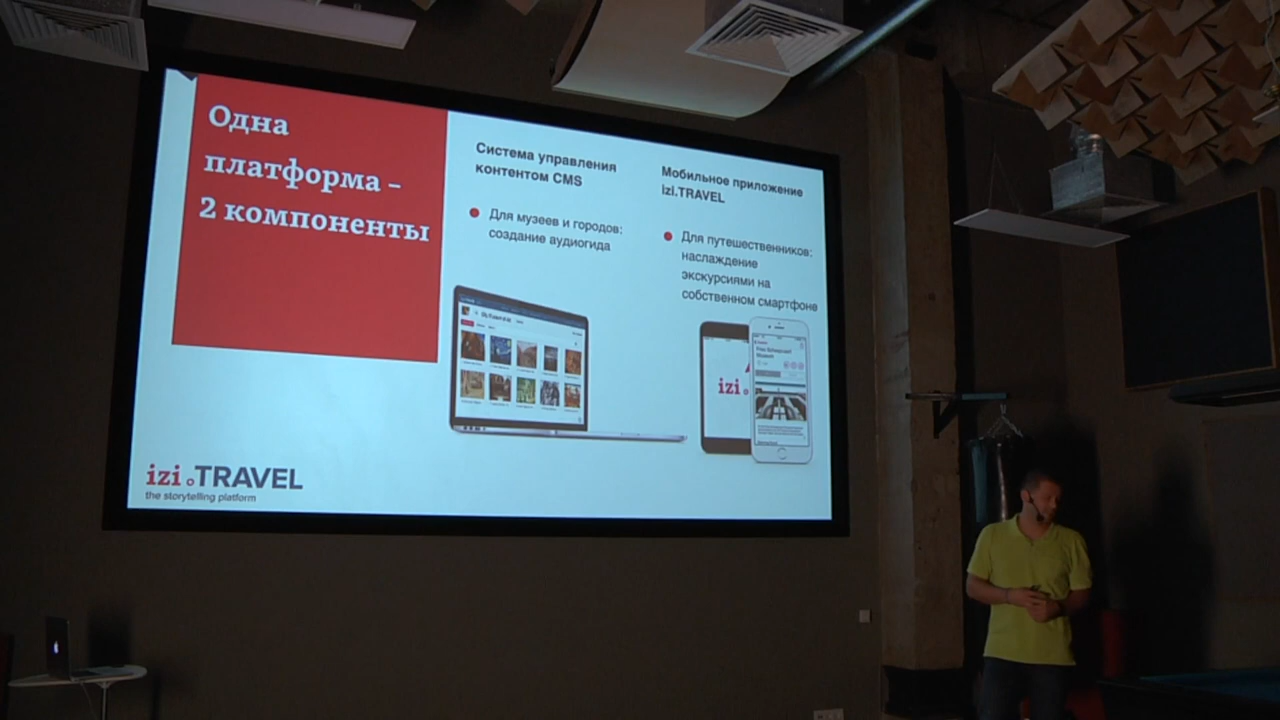 Одна
платформа –
2 компоненты
Система управления
контентом CMS
Для музеев и городов:
создание аудиогида
Мобильное приложение
izi.TRAVEL
Для путешественников:
наслаждение
экскурсиями на
собственном смартфоне
izi
izi.TRAVEL
the storytelling platform